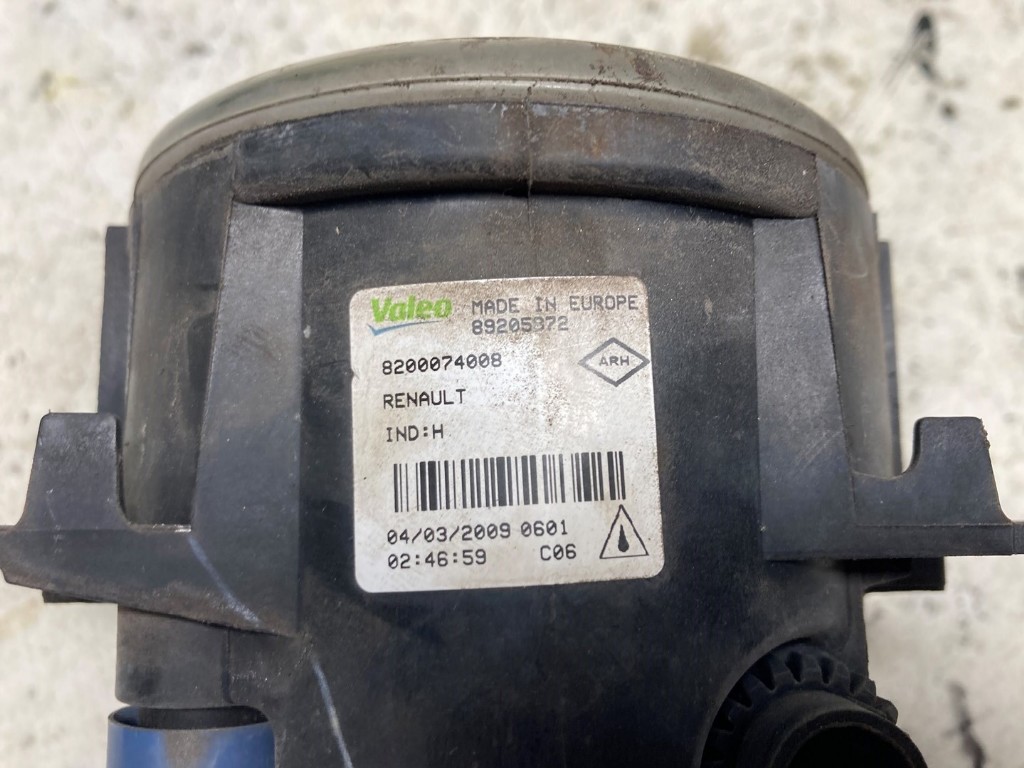 Valeo MADE IN EUROPE
89205372
8200074008
ARH
RENAULT
IND:H
04/03/2009 0601
02:46:59 C06